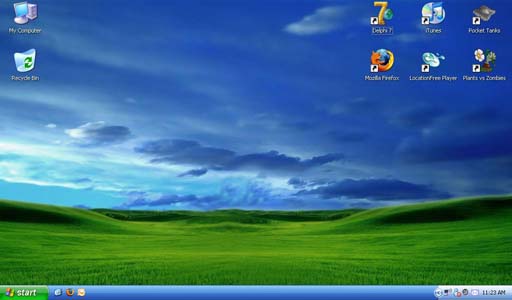 My Computer
Delphi 7
iTunes
Pocket Tanks
Recycle Bin
Mozilla Firefox
LocationFree Player
Plants vs Zombies
start
11:23 AM